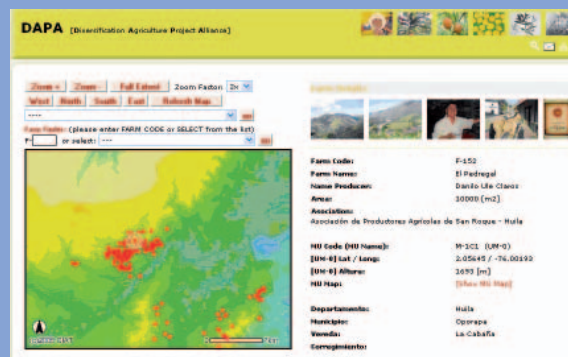 DAPA [Diversification Agriculture Project Alliance]
Zoom + Zoom - Full Extent Zoom Factor: 2x
West North South East Refresh Map
----
Farm Finder: (please enter FARM CODE or SELECT from the list)
F- or select: ---
Farm Details
Farm Code: F-152
Farm Name: El Pedregal
Name Producer: Danilo Ule Claros
Area: 10000 [m2]
Asociation:
Asociación de Productores Agrícolas de San Roque - Huila
MU Code (MU Name): M-1C1 (UM-0)
[UM-0] Lat / Long: 2.05645 / -76.00193
[UM-0] Altura: 1693 [m]
MU Map: [Show MU Map]
Departamento: Huila
Municipio: Oporapa
Vereda: La Cabaña
Corregimiento: